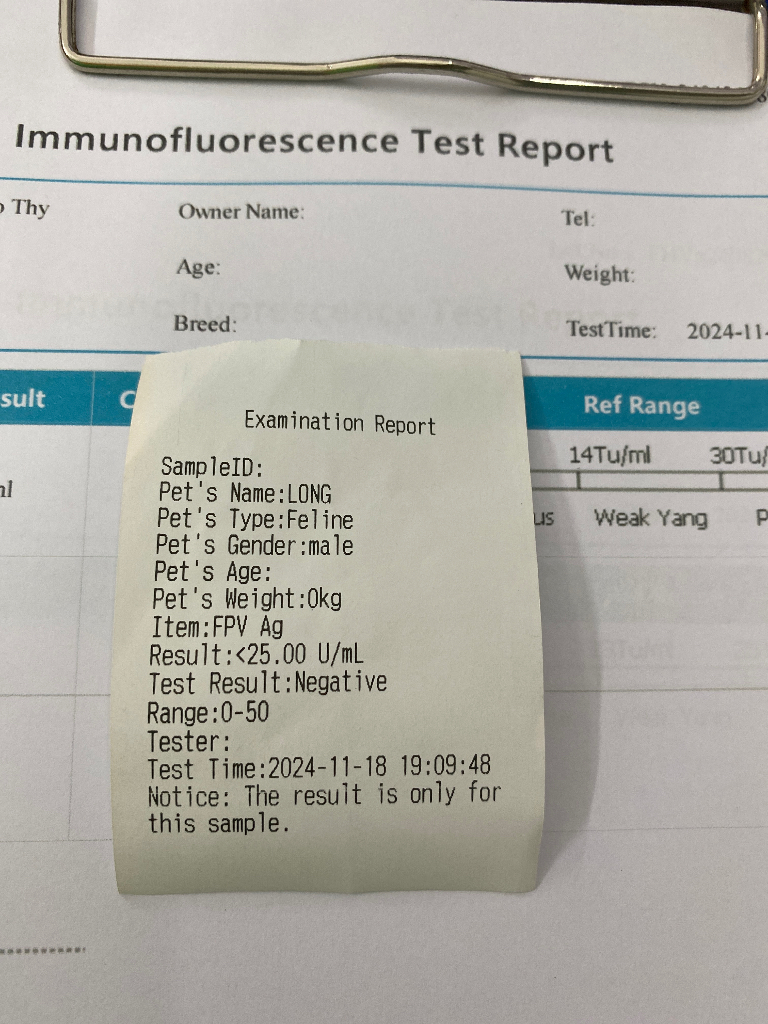 Immunofluorescence Test Report
Thy Owner Name: Tel:
Age: Weight:
Breed: TestTime: 2024-11-
Ref Range
14Tu/ml 30Tu/
Weak Yang
Examination Report
SampleID:
Pet's Name:LONG
Pet's Type:Feline
Pet's Gender:male
Pet's Age:
Pet's Weight:0kg
Item:FPV Ag
Result:<25.00 U/mL
Test Result:Negative
Range:0-50
Tester:
Test Time:2024-11-18 19:09:48
Notice: The result is only for
this sample.